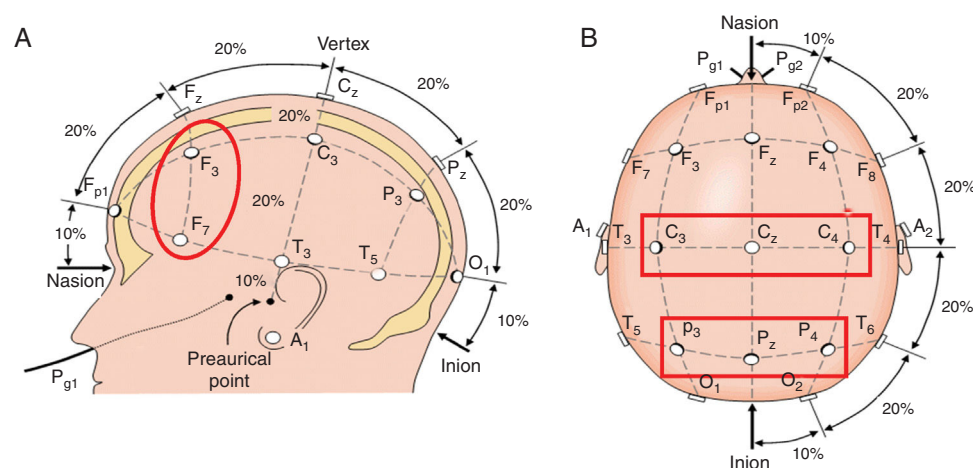 A
Vertex
20%
20%
Fz
Cz
20%
20%
20%
Fp1
F3
C3
Pz
P3
20%
20%
F7
10%
T3
T5
O1
Nasion
10%
10%
A1
Preaurical
point
Inion
Pg1
B
Nasion
10%
Pg1
Pg2
Fp1
Fp2
20%
F7
F3
Fz
F4
F8
20%
A1
T3
C3
Cz
C4
T4
A2
T5
p3
Pz
P4
T6
20%
O1
O2
20%
Inion
10%